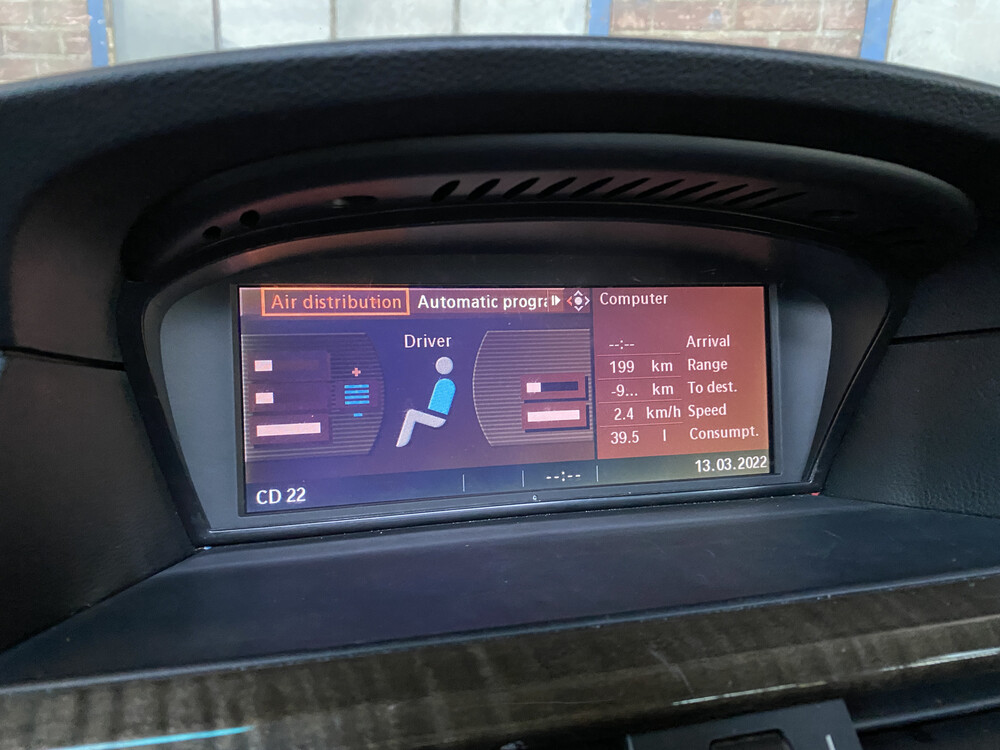 Air distribution Automatic progra
Computer
Driver
--:-- Arrival
199 km Range
-9... km To dest.
2.4 km/h Speed
39.5 l Consumpt.
--:-- 13.03.2022
CD 22